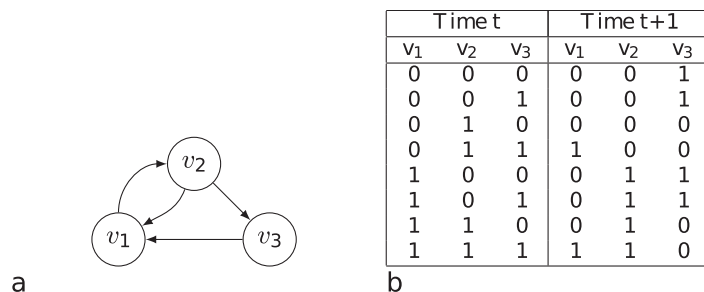 v2
v1
v3
a
Time t Time t+1
v1 v2 v3 v1 v2 v3
0 0 0 0 0 1
0 0 1 0 0 1
0 1 0 0 0 0
0 1 1 1 0 0
1 0 0 0 1 1
1 0 1 0 1 1
1 1 0 0 1 0
1 1 1 1 1 0
b